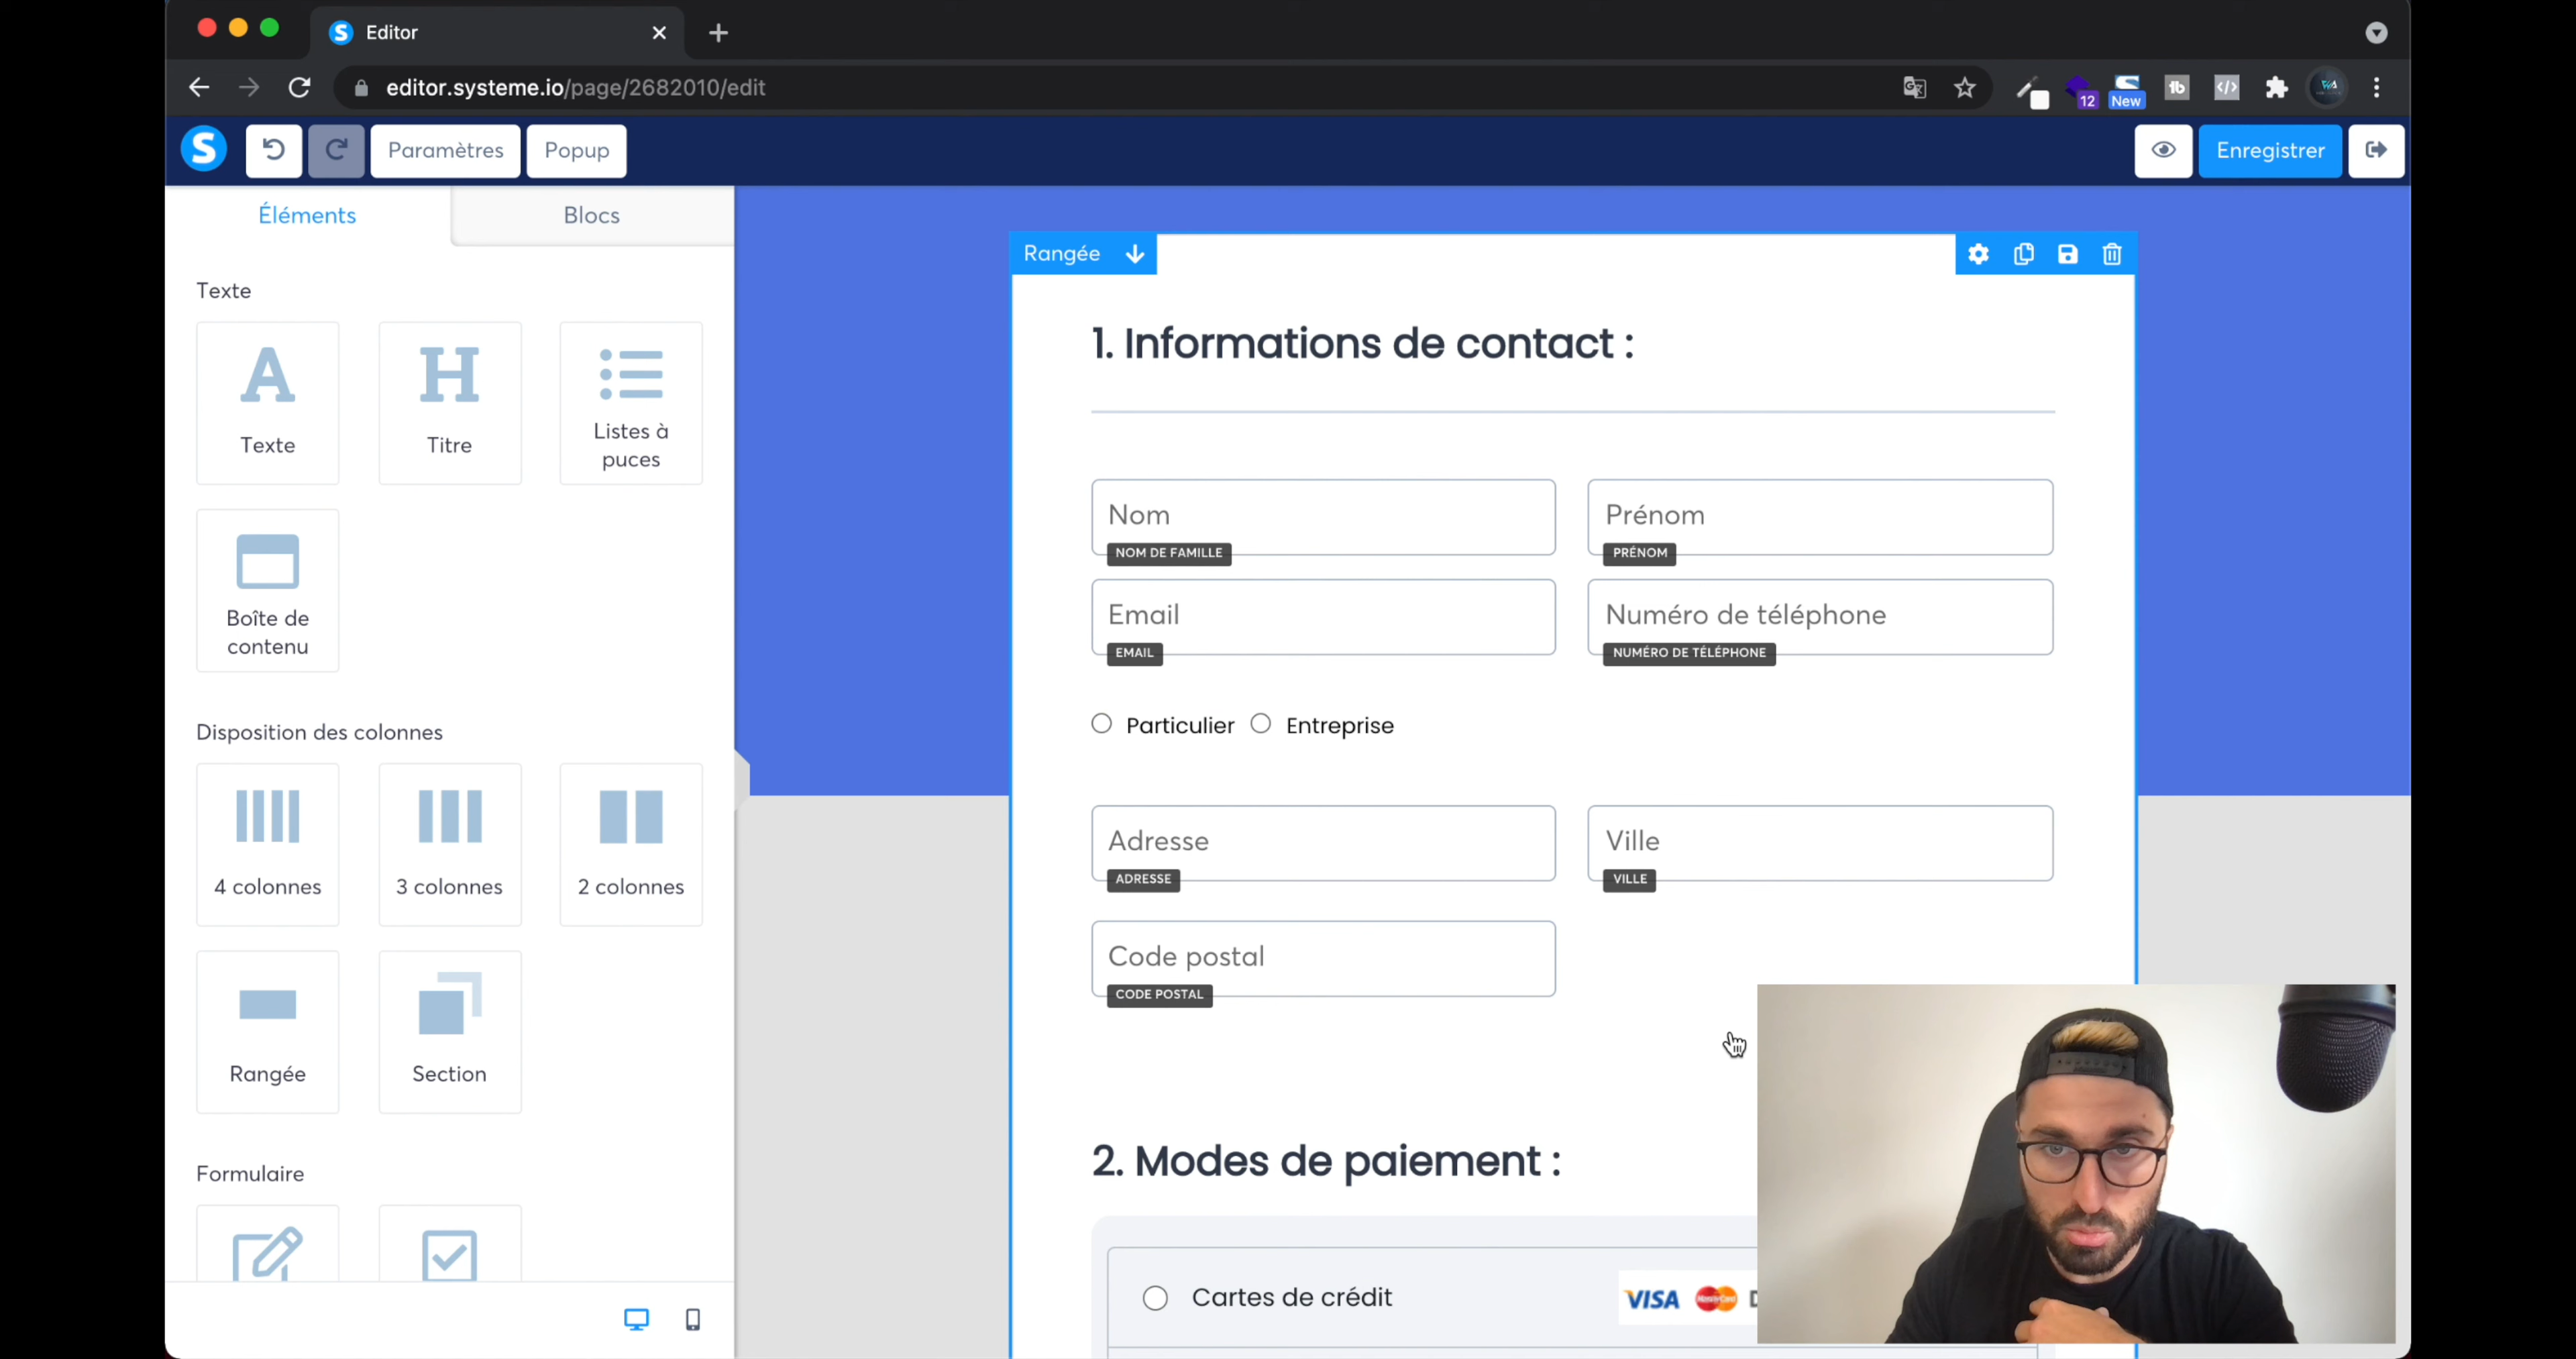 Editor
editor.systeme.io/page/2682010/edit
12
New
S
Paramètres
Popup
Enregistrer
Éléments
Blocs
Texte
Texte
Titre
Listes à
puces
Boîte de
contenu
Disposition des colonnes
4 colonnes
3 colonnes
2 colonnes
Rangée
Section
Formulaire
Rangée
1. Informations de contact :
Nom
NOM DE FAMILLE
Prénom
PRÉNOM
Email
EMAIL
Numéro de téléphone
NUMÉRO DE TÉLÉPHONE
Particulier
Entreprise
Adresse
ADRESSE
Ville
VILLE
Code postal
CODE POSTAL
2. Modes de paiement :
Cartes de crédit
VISA
MasterCard